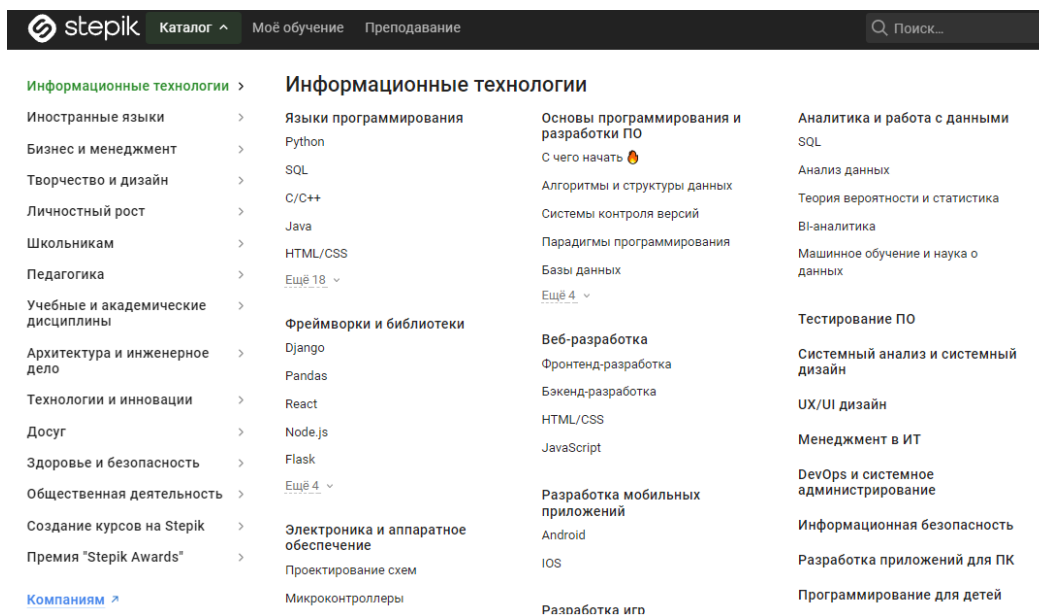 stepik Каталог Моё обучение Преподавание Поиск...
Информационные технологии
Иностранные языки
Бизнес и менеджмент
Творчество и дизайн
Личностный рост
Школьникам
Педагогика
Учебные и академические
дисциплины
Архитектура и инженерное
дело
Технологии и инновации
Досуг
Здоровье и безопасность
Общественная деятельность
Создание курсов на Stepik
Премия "Stepik Awards"
Компаниям
Информационные технологии
Языки программирования
Python
SQL
C/C++
Java
HTML/CSS
Ещё 18
Фреймворки и библиотеки
Django
Pandas
React
Node.js
Flask
Ещё 4
Электроника и аппаратное
обеспечение
Проектирование схем
Микроконтроллеры
Основы программирования и
разработки ПО
С чего начать
Алгоритмы и структуры данных
Системы контроля версий
Парадигмы программирования
Базы данных
Ещё 4
Веб-разработка
Фронтенд-разработка
Бэкенд-разработка
HTML/CSS
JavaScript
Разработка мобильных
приложений
Android
IOS
Разработка игр
Аналитика и работа с данными
SQL
Анализ данных
Теория вероятности и статистика
BI-аналитика
Машинное обучение и наука о
данных
Тестирование ПО
Системный анализ и системный
дизайн
UX/UI дизайн
Менеджмент в ИТ
DevOps и системное
администрирование
Информационная безопасность
Разработка приложений для ПК
Программирование для детей